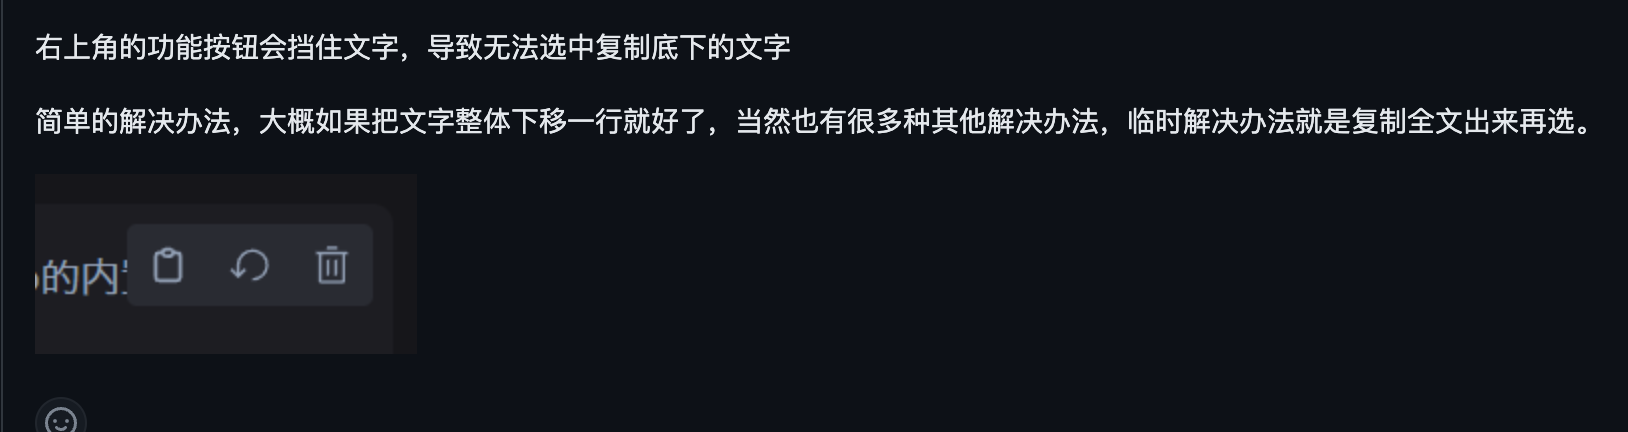 右上角的功能按钮会挡住文字，导致无法选中复制底下的文字
简单的解决办法，大概如果把文字整体下移一行就好了，当然也有很多种其他解决办法，临时解决办法就是复制全文出来再选。
的内